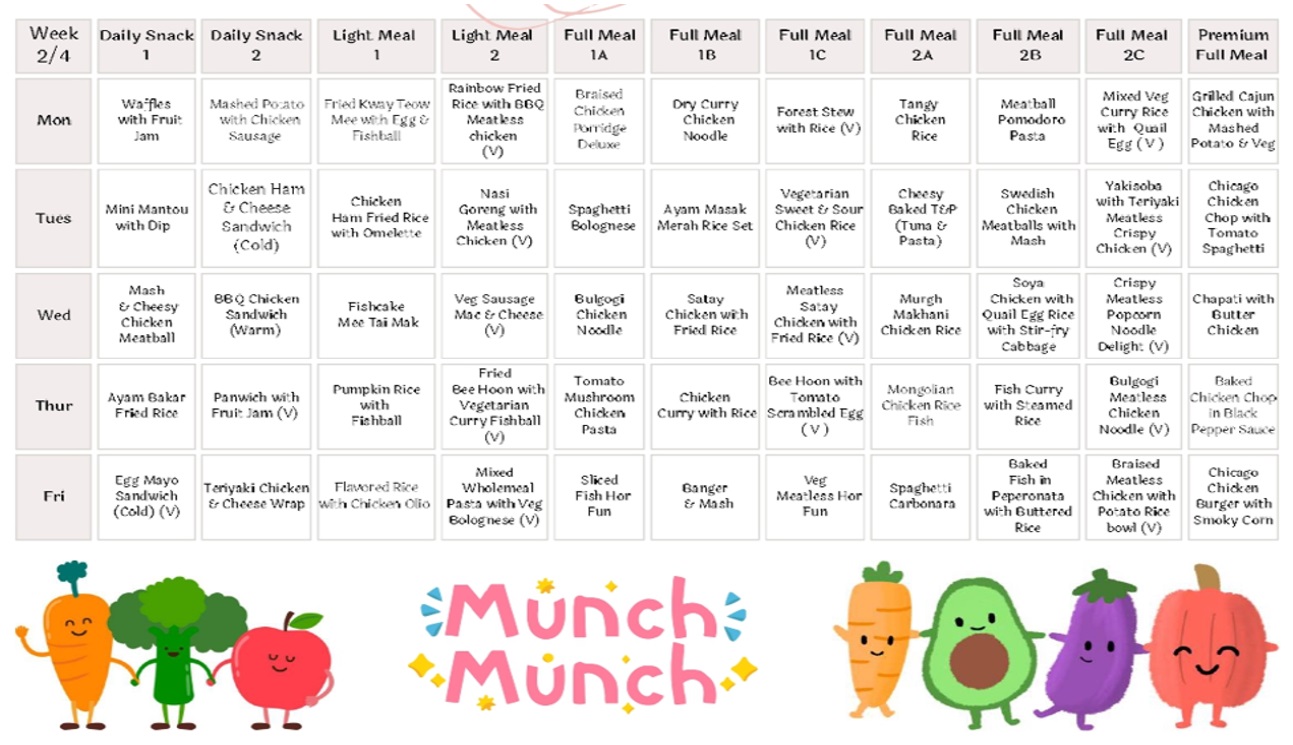 Week 2/4
Daily Snack 1
Daily Snack 2
Light Meal 1
Light Meal 2
Full Meal 1A
Full Meal 1B
Full Meal 1C
Full Meal 2A
Full Meal 2B
Full Meal 2C
Premium Full Meal
Mon
Waffles with Fruit Jam
Mashed Potato with Chicken Sausage
Fried Kway Teow Mee with Egg & Fishball
Rainbow Fried Rice with BBQ Meatless chicken (V)
Braised Chicken Porridge Deluxe
Dry Curry Chicken Noodle
Forest Stew with Rice (V)
Tangy Chicken Rice
Meatball Pomodoro Pasta
Mixed Veg Curry Rice with Quail Egg ( V )
Grilled Cajun Chicken with Mashed Potato & Veg
Tues
Mini Mantou with Dip
Chicken Ham & Cheese Sandwich (Cold)
Chicken Ham Fried Rice with Omelette
Nasi Goreng with Meatless Chicken (V)
Spaghetti Bolognese
Ayam Masak Merah Rice Set
Vegetarian Sweet & Sour Chicken Rice (V)
Cheesy Baked T&P (Tuna & Pasta)
Swedish Chicken Meatballs with Mash
Yakisoba with Teriyaki Meatless Crispy Chicken (V)
Chicago Chicken Chop with Tomato Spaghetti
Wed
Mash & Cheesy Chicken Meatball
BBQ Chicken Sandwich (Warm)
Fishcake Mee Tai Mak
Veg Sausage Mac & Cheese (V)
Bulgogi Chicken Noodle
Satay Chicken with Fried Rice
Meatless Satay Chicken with Fried Rice (V)
Murgh Makhani Chicken Rice
Soya Chicken with Quail Egg Rice with Stir-fry Cabbage
Crispy Meatless Popcorn Noodle Delight (V)
Chapati with Butter Chicken
Thur
Ayam Bakar Fried Rice
Panwich with Fruit Jam (V)
Pumpkin Rice with Fishball
Fried Bee Hoon with Vegetarian Curry Fishball (V)
Tomato Mushroom Chicken Pasta
Chicken Curry with Rice
Bee Hoon with Tomato Scrambled Egg ( V )
Mongolian Chicken Rice Fish
Fish Curry with Steamed Rice
Bulgogi Meatless Chicken Noodle (V)
Baked Chicken Chop in Black Pepper Sauce
Fri
Egg Mayo Sandwich (Cold) (V)
Teriyaki Chicken & Cheese Wrap
Flavored Rice with Chicken Olio
Mixed Wholemeal Pasta with Veg Bolognese (V)
Sliced Fish Hor Fun
Banger & Mash
Veg Meatless Hor Fun
Spaghetti Carbonara
Baked Fish in Peperonata with Buttered Rice
Braised Meatless Chicken with Potato Rice bowl (V)
Chicago Chicken Burger with Smoky Corn
Munch
Munch